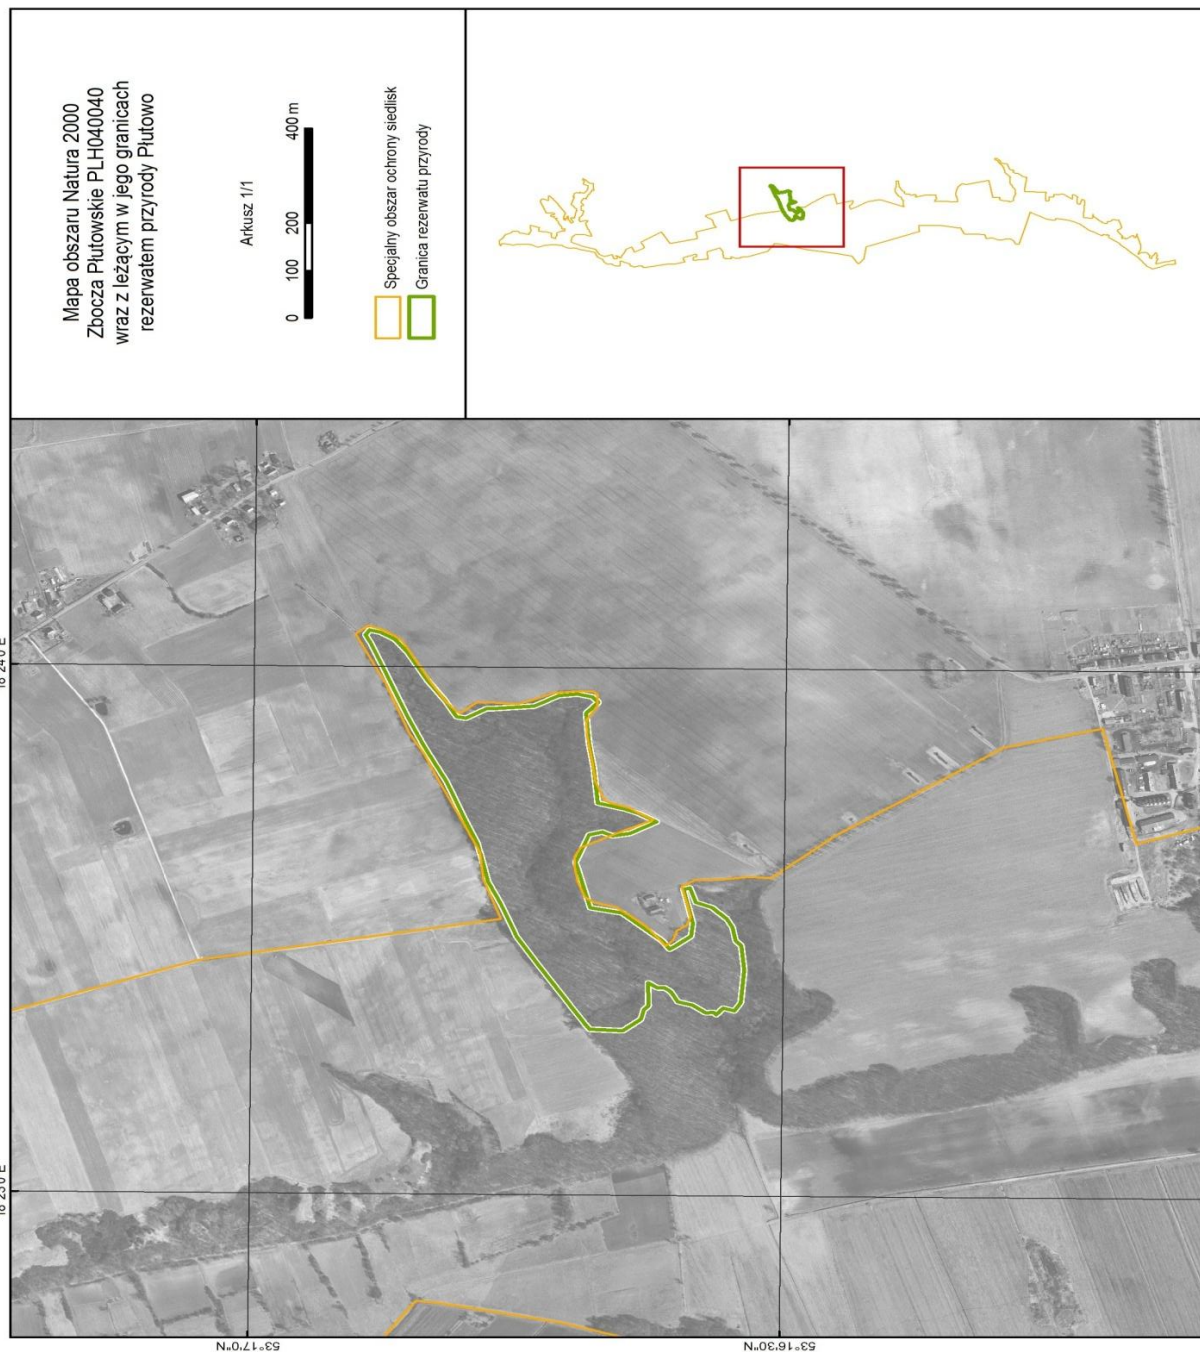 Mapa obszaru Natura 2000
Zbocza Płutowskie PLH040040
wraz z leżącym w jego granicach
rezerwatem przyrody Płutowo
Arkusz 1/1
0 100 200 400 m
Specjalny obszar ochrony siedlisk
Granica rezerwatu przyrody
53°17'0"N
53°16'30"N